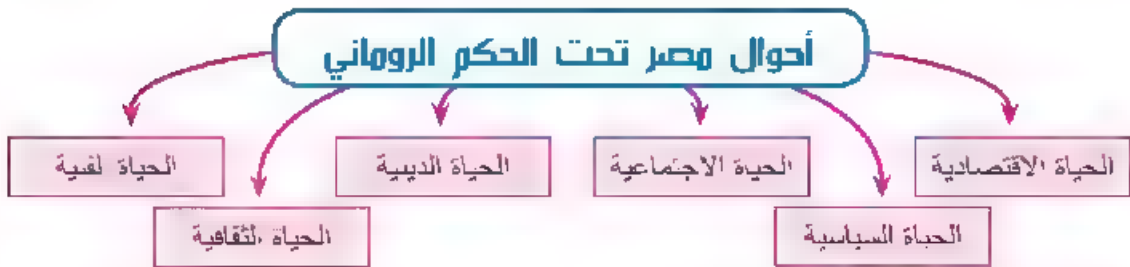 أحوال مصر تحت الحكم الروماني
الحياة الاقتصادية
الحياة السياسية
الحياة الاجتماعية
الحياة الدينية
الحياة الثقافية
الحياة الفنية